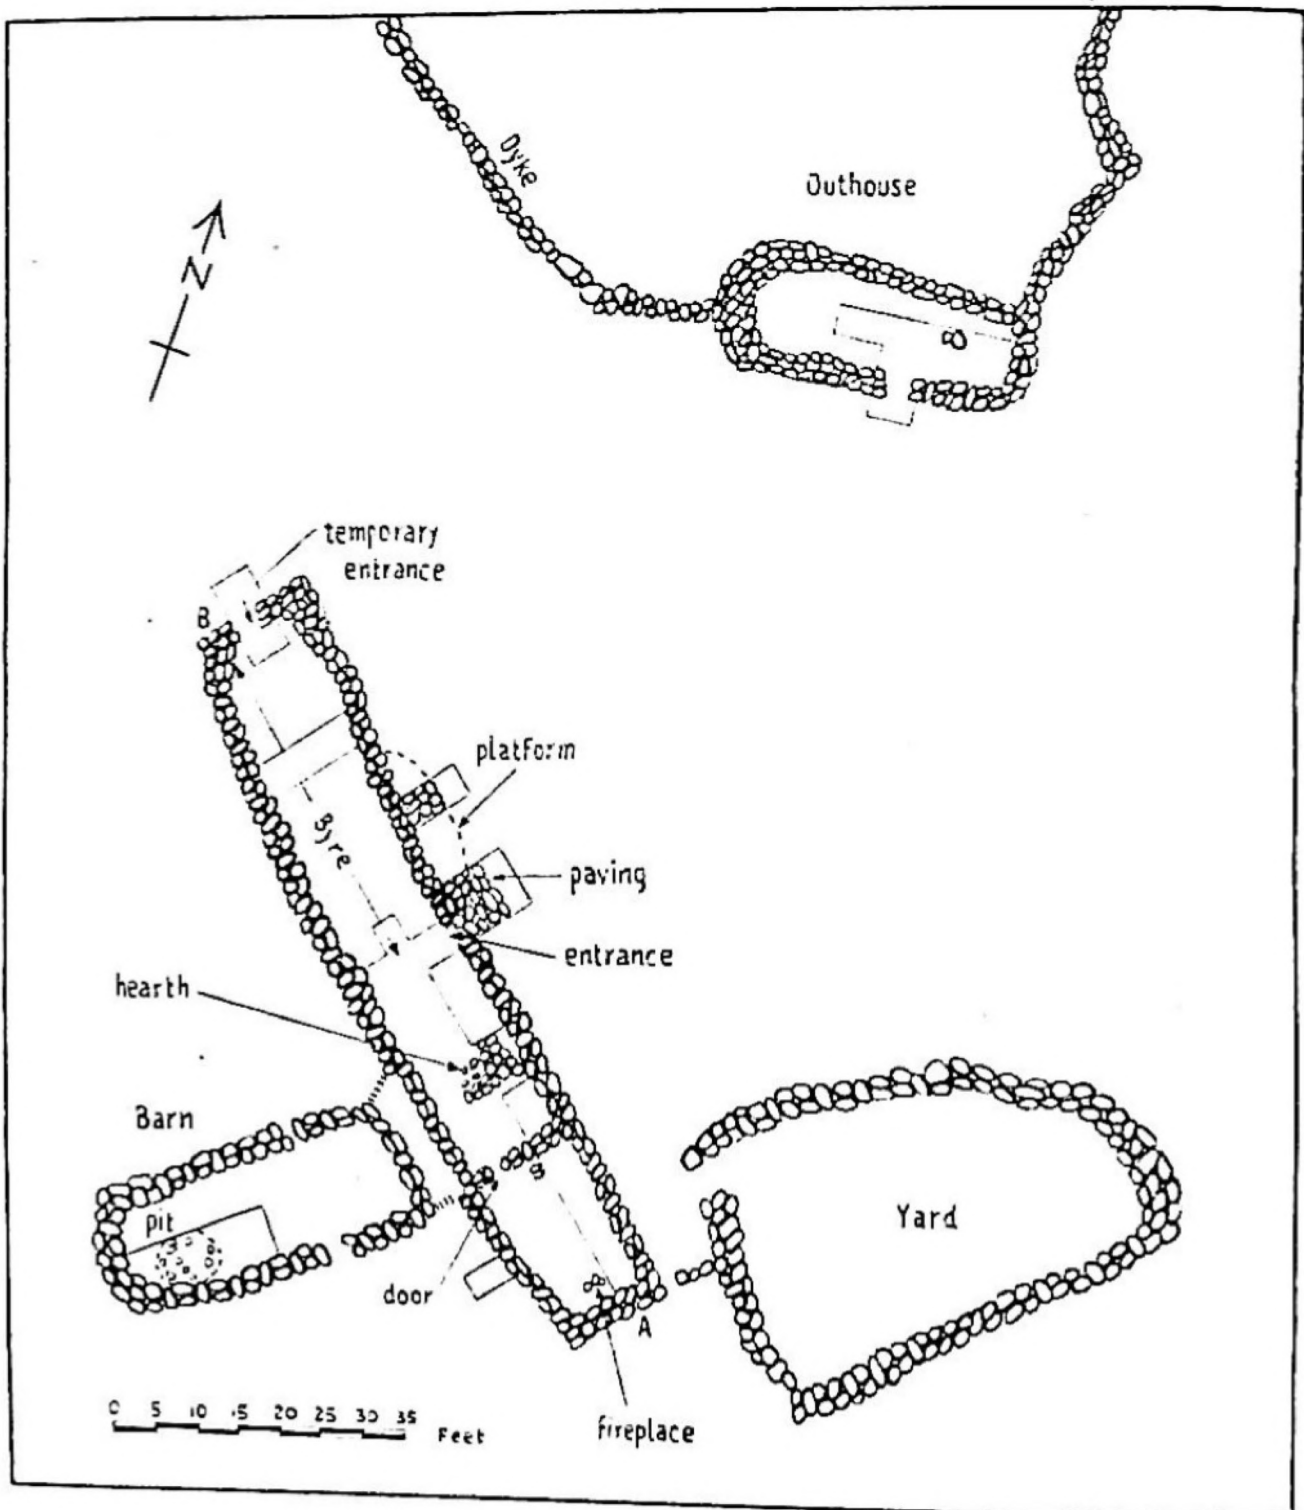 Dyke
Outhouse
N
temporary
entrance
B
platform
Byre
paving
entrance
hearth
Barn
pit
Yard
door
A
0 5 10 15 20 25 30 35
Feet
fireplace